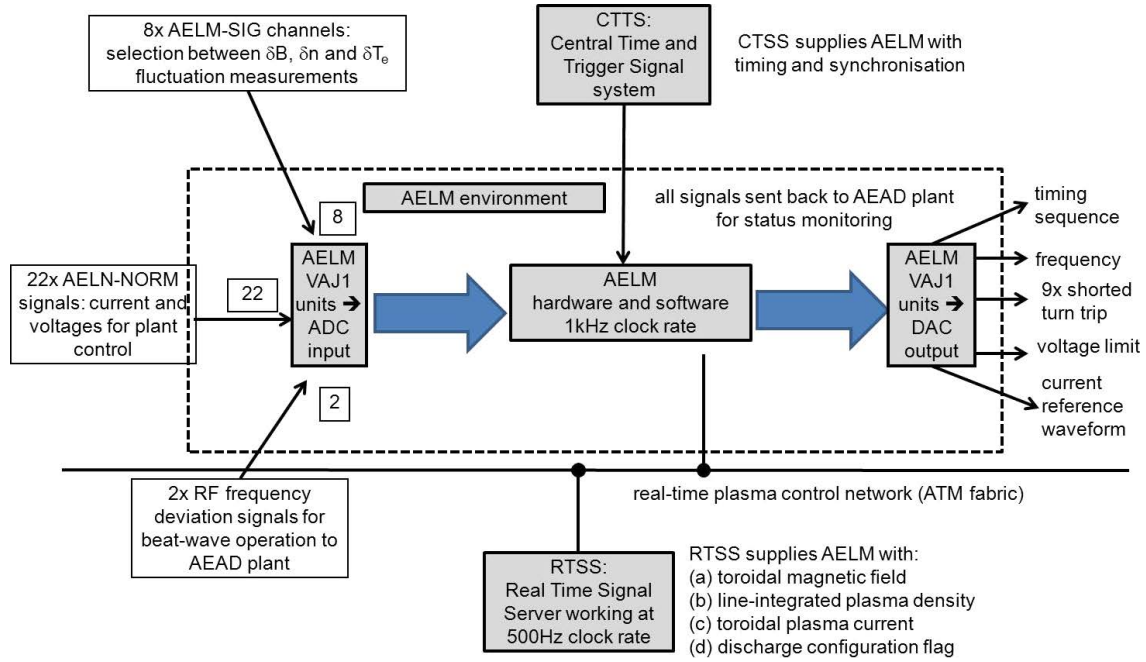 8x AELM-SIG channels:
selection between δB, δn and δTe
fluctuation measurements
CTTS:
Central Time and
Trigger Signal
system
CTSS supplies AELM with
timing and synchronisation
AELM environment
all signals sent back to AEAD plant
for status monitoring
8
22x AELN-NORM
signals: current and
voltages for plant
control
22
AELM
VAJ1
units ➔
ADC
input
2
AELM
hardware and software
1kHz clock rate
AELM
VAJ1
units ➔
DAC
output
timing
sequence
frequency
9x shorted
turn trip
voltage limit
current
reference
waveform
2x RF frequency
deviation signals for
beat-wave operation to
AEAD plant
real-time plasma control network (ATM fabric)
RTSS:
Real Time Signal
Server working at
500Hz clock rate
RTSS supplies AELM with:
(a) toroidal magnetic field
(b) line-integrated plasma density
(c) toroidal plasma current
(d) discharge configuration flag